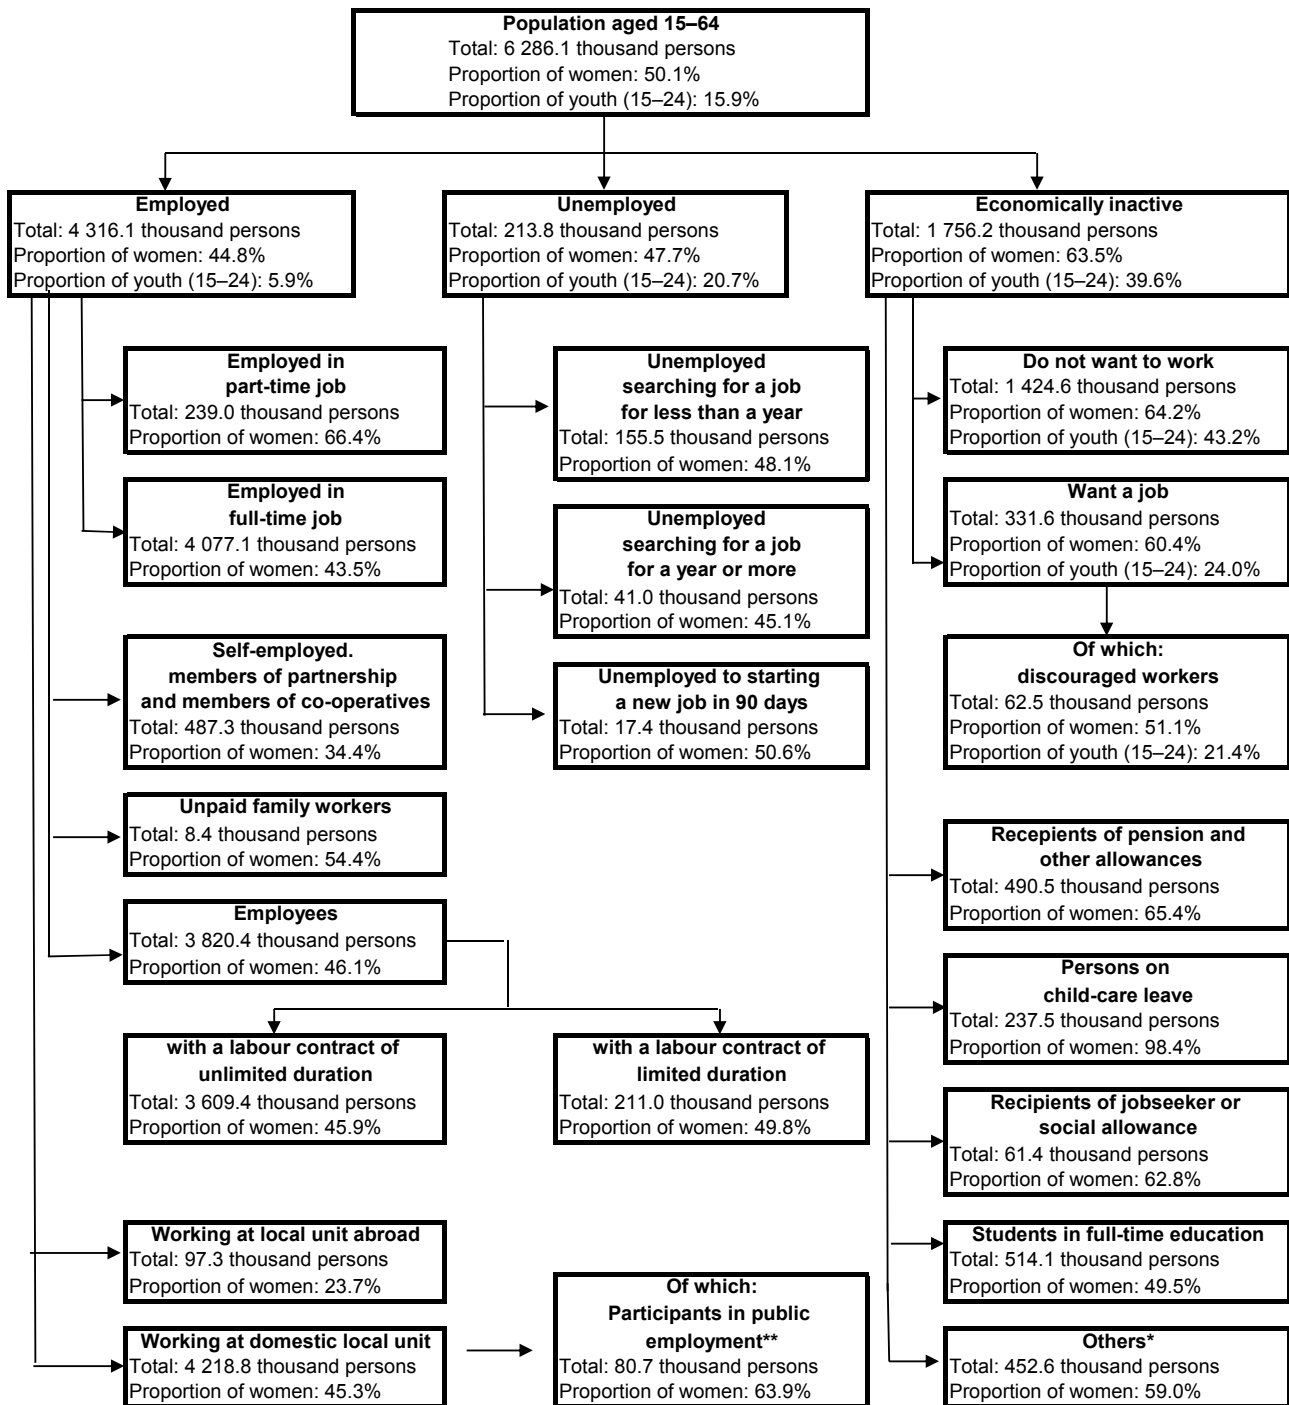 Population aged 15–64
Total: 6 286.1 thousand persons
Proportion of women: 50.1%
Proportion of youth (15–24): 15.9%
Employed
Total: 4 316.1 thousand persons
Proportion of women: 44.8%
Proportion of youth (15–24): 5.9%
Unemployed
Total: 213.8 thousand persons
Proportion of women: 47.7%
Proportion of youth (15–24): 20.7%
Economically inactive
Total: 1 756.2 thousand persons
Proportion of women: 63.5%
Proportion of youth (15–24): 39.6%
Employed in
part-time job
Total: 239.0 thousand persons
Proportion of women: 66.4%
Employed in
full-time job
Total: 4 077.1 thousand persons
Proportion of women: 43.5%
Self-employed.
members of partnership
and members of co-operatives
Total: 487.3 thousand persons
Proportion of women: 34.4%
Unpaid family workers
Total: 8.4 thousand persons
Proportion of women: 54.4%
Employees
Total: 3 820.4 thousand persons
Proportion of women: 46.1%
with a labour contract of
unlimited duration
Total: 3 609.4 thousand persons
Proportion of women: 45.9%
with a labour contract of
limited duration
Total: 211.0 thousand persons
Proportion of women: 49.8%
Working at local unit abroad
Total: 97.3 thousand persons
Proportion of women: 23.7%
Working at domestic local unit
Total: 4 218.8 thousand persons
Proportion of women: 45.3%
Of which:
Participants in public
employment**
Total: 80.7 thousand persons
Proportion of women: 63.9%
Unemployed
searching for a job
for less than a year
Total: 155.5 thousand persons
Proportion of women: 48.1%
Unemployed
searching for a job
for a year or more
Total: 41.0 thousand persons
Proportion of women: 45.1%
Unemployed to starting
a new job in 90 days
Total: 17.4 thousand persons
Proportion of women: 50.6%
Do not want to work
Total: 1 424.6 thousand persons
Proportion of women: 64.2%
Proportion of youth (15–24): 43.2%
Want a job
Total: 331.6 thousand persons
Proportion of women: 60.4%
Proportion of youth (15–24): 24.0%
Of which:
discouraged workers
Total: 62.5 thousand persons
Proportion of women: 51.1%
Proportion of youth (15–24): 21.4%
Recepients of pension and
other allowances
Total: 490.5 thousand persons
Proportion of women: 65.4%
Persons on
child-care leave
Total: 237.5 thousand persons
Proportion of women: 98.4%
Recipients of jobseeker or
social allowance
Total: 61.4 thousand persons
Proportion of women: 62.8%
Students in full-time education
Total: 514.1 thousand persons
Proportion of women: 49.5%
Others*
Total: 452.6 thousand persons
Proportion of women: 59.0%